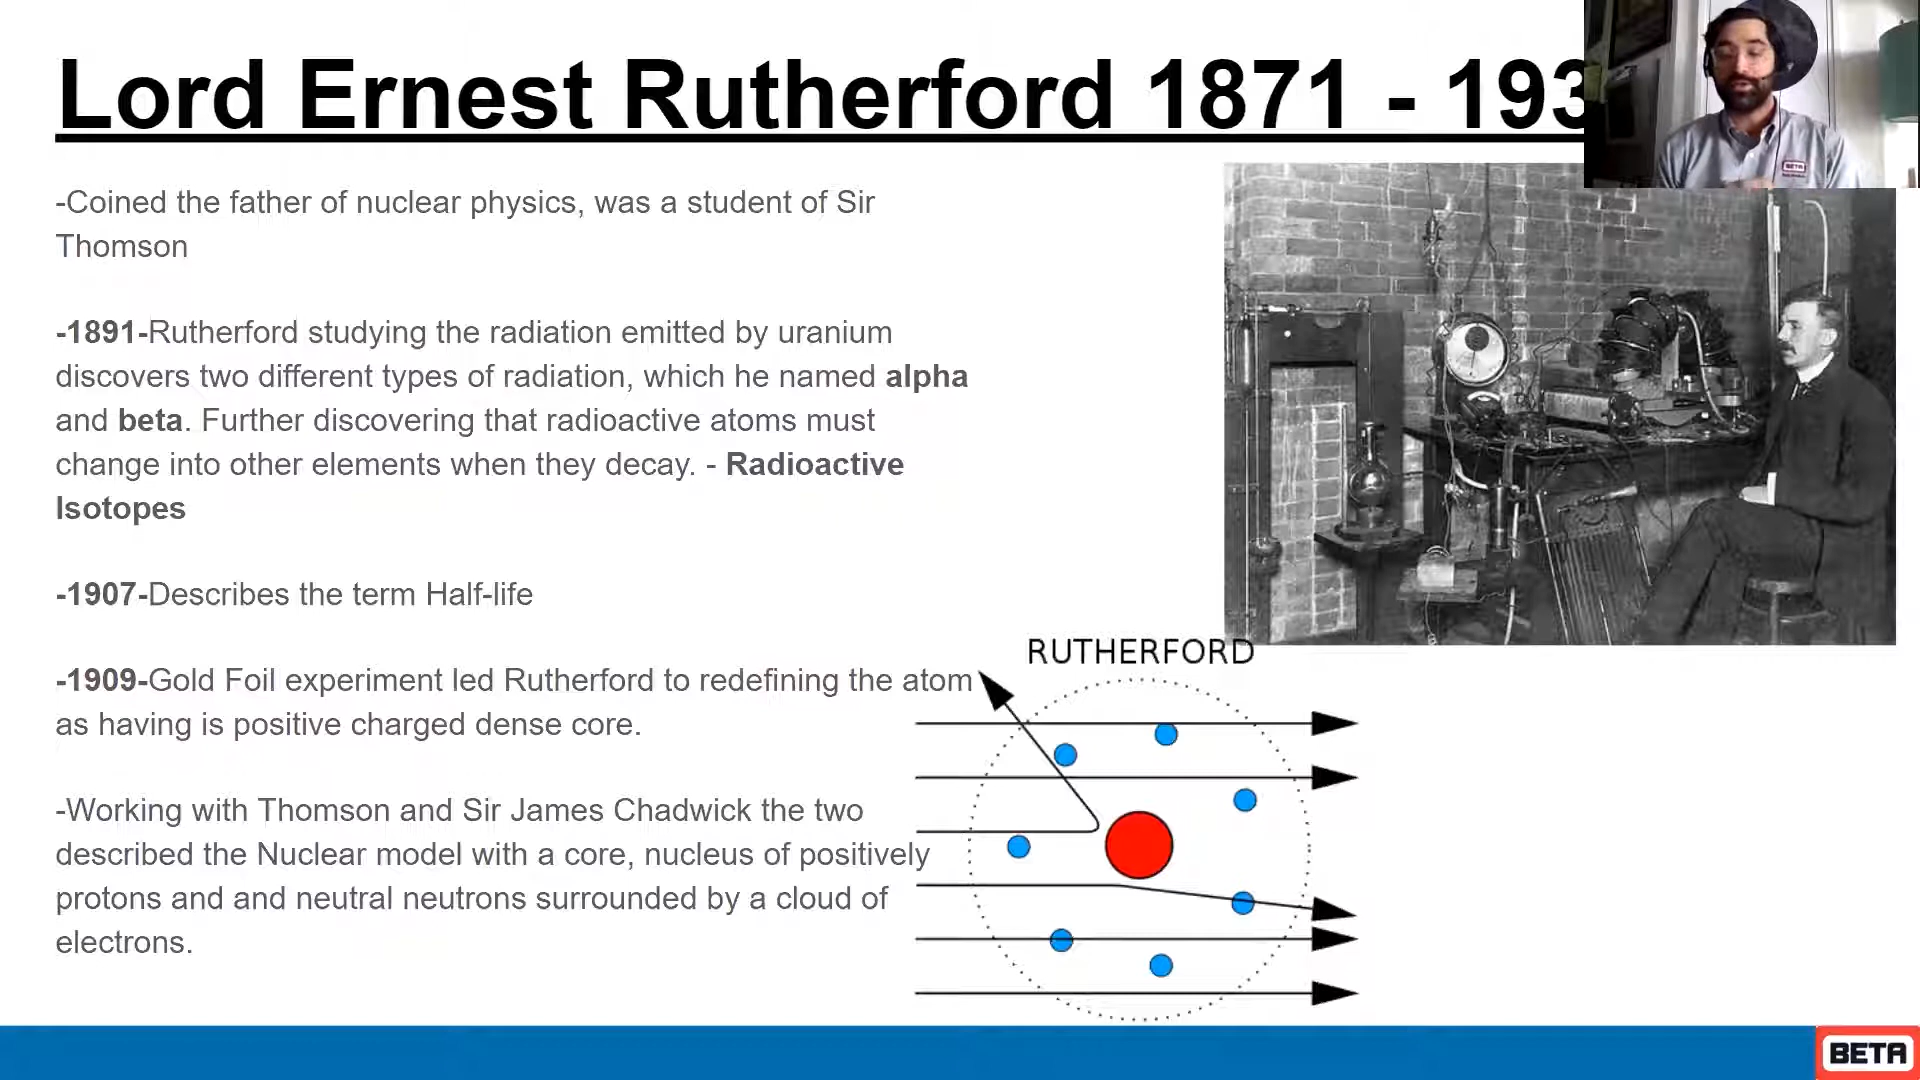 Lord Ernest Rutherford 1871 - 193
-Coined the father of nuclear physics, was a student of Sir
Thomson
-1891-Rutherford studying the radiation emitted by uranium
discovers two different types of radiation, which he named alpha
and beta. Further discovering that radioactive atoms must
change into other elements when they decay. - Radioactive
Isotopes
-1907-Describes the term Half-life
-1909-Gold Foil experiment led Rutherford to redefining the atom
as having is positive charged dense core.
-Working with Thomson and Sir James Chadwick the two
described the Nuclear model with a core, nucleus of positively
protons and and neutral neutrons surrounded by a cloud of
electrons.
RUTHERFORD
BETA
BETA